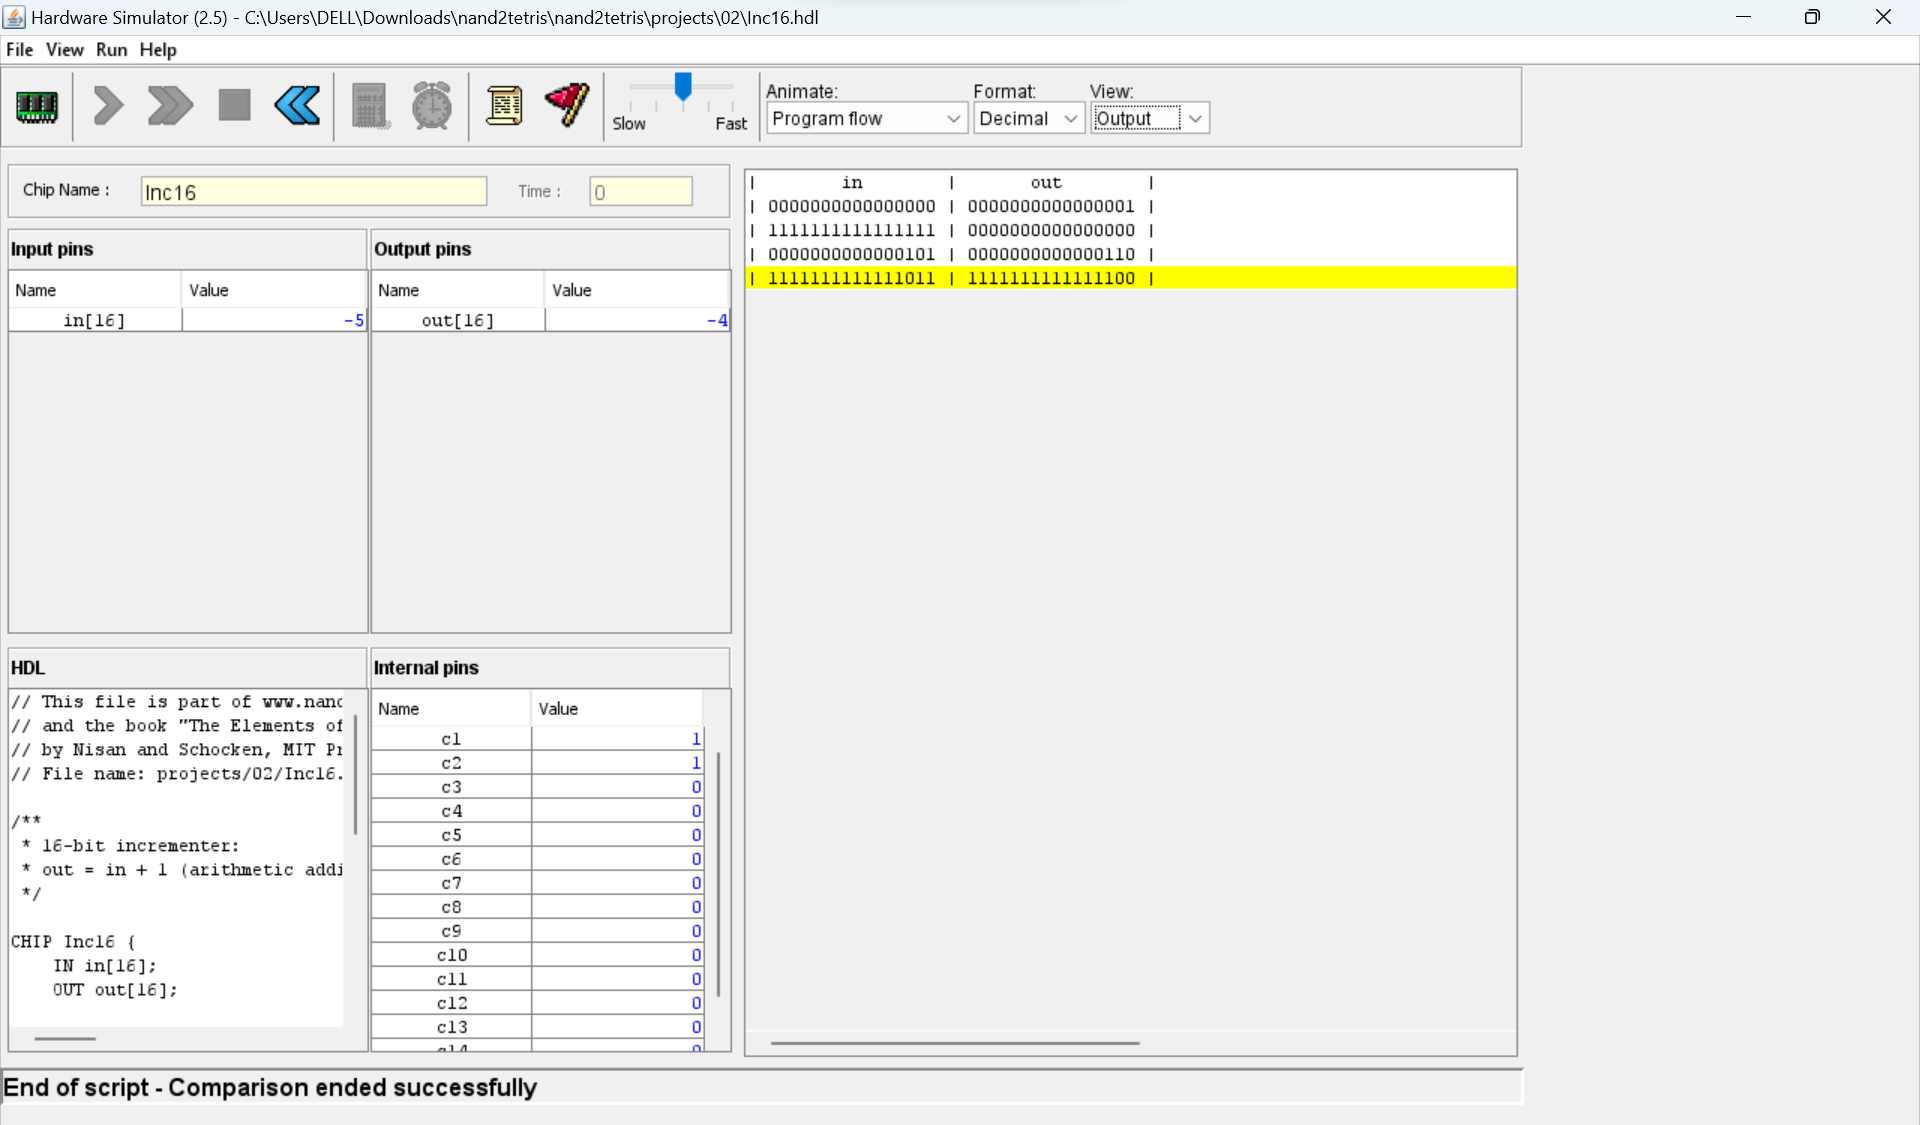 Hardware Simulator (2.5) - C:\Users\DELL\Downloads\nand2tetris\nand2tetris\projects\02\Inc16.hdl
File View Run Help
Slow Fast
Animate: Format: View:
Program flow Decimal Output
Chip Name : Inc16 Time : 0
Input pins
Name Value
in[16] -5
Output pins
Name Value
out[16] -4
HDL
// This file is part of www.nanc
// and the book "The Elements of
// by Nisan and Schocken, MIT Pr
// File name: projects/02/Inc16.
/**
* 16-bit incrementer:
* out = in + 1 (arithmetic addi
*/
CHIP Inc16 {
IN in[16];
OUT out[16];
Internal pins
Name Value
c1 1
c2 1
c3 0
c4 0
c5 0
c6 0
c7 0
c8 0
c9 0
c10 0
c11 0
c12 0
c13 0
c14 0
| in | out |
| 0000000000000000 | 0000000000000001 |
| 1111111111111111 | 0000000000000000 |
| 0000000000000101 | 0000000000000110 |
| 1111111111111011 | 1111111111111100 |
End of script - Comparison ended successfully